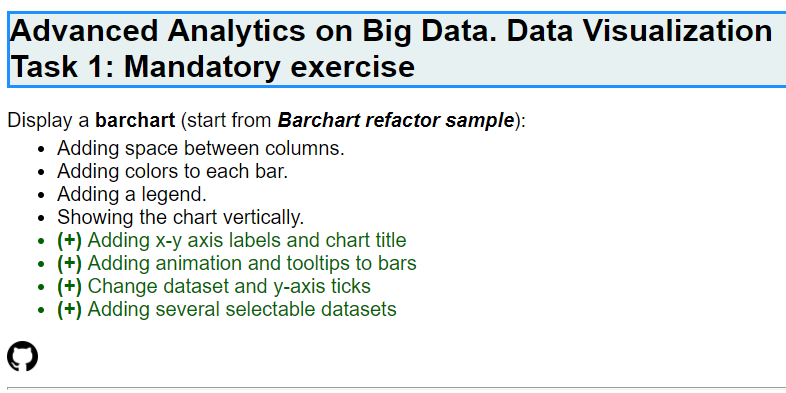 Advanced Analytics on Big Data. Data Visualization
Task 1: Mandatory exercise
Display a barchart (start from Barchart refactor sample):
• Adding space between columns.
• Adding colors to each bar.
• Adding a legend.
• Showing the chart vertically.
• (+) Adding x-y axis labels and chart title
• (+) Adding animation and tooltips to bars
• (+) Change dataset and y-axis ticks
• (+) Adding several selectable datasets